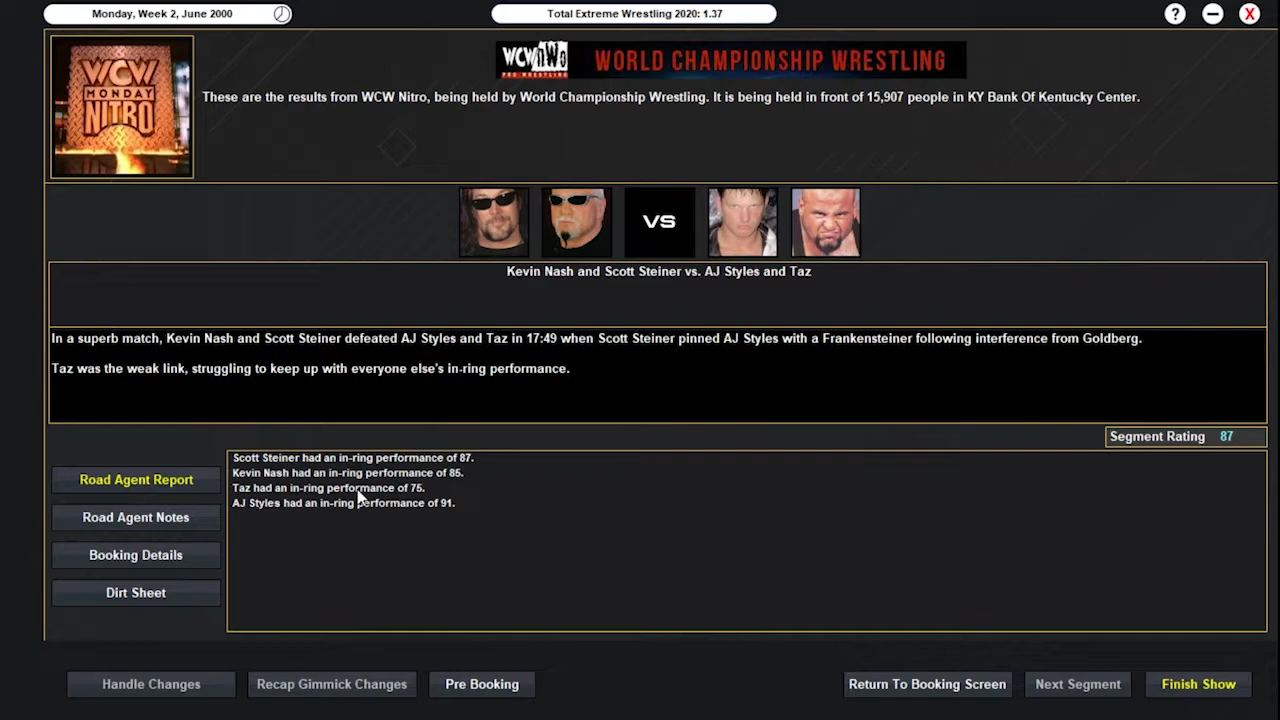 Monday, Week 2, June 2000
Total Extreme Wrestling 2020: 1.37
?
X
WCW
MONDAY
NITRO
WCW nWo
PRO WRESTLING
WORLD CHAMPIONSHIP WRESTLING
These are the results from WCW Nitro, being held by World Championship Wrestling. It is being held in front of 15,907 people in KY Bank Of Kentucky Center.
VS
Kevin Nash and Scott Steiner vs. AJ Styles and Taz
In a superb match, Kevin Nash and Scott Steiner defeated AJ Styles and Taz in 17:49 when Scott Steiner pinned AJ Styles with a Frankensteiner following interference from Goldberg.
Taz was the weak link, struggling to keep up with everyone else's in-ring performance.
Segment Rating 87
Road Agent Report
Road Agent Notes
Booking Details
Dirt Sheet
Scott Steiner had an in-ring performance of 87.
Kevin Nash had an in-ring performance of 85.
Taz had an in-ring performance of 75.
AJ Styles had an in-ring performance of 91.
Handle Changes
Recap Gimmick Changes
Pre Booking
Return To Booking Screen
Next Segment
Finish Show